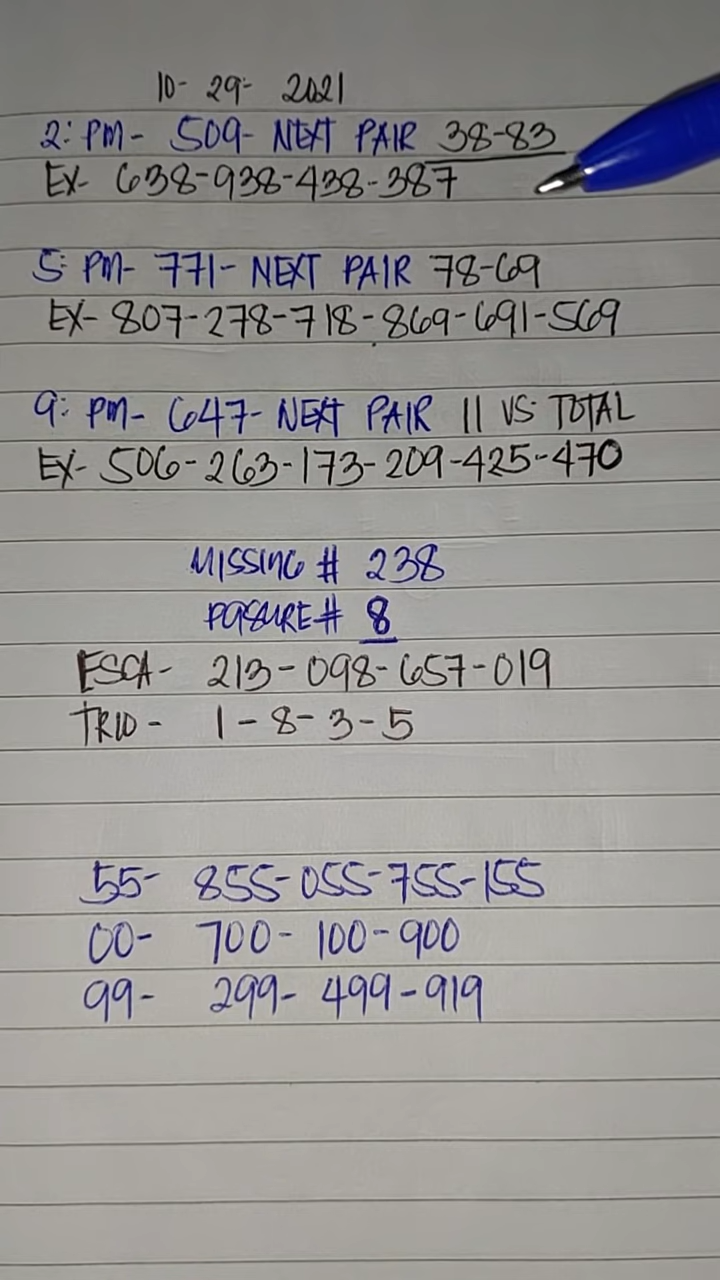 10- 29- 2021
2: PM- 509- NEXT PAIR 38-83
EX- 638-938-438-387
5: PM- 771- NEXT PAIR 78-69
EX- 807-278-718-869-691-569
9: PM- 647- NEXT PAIR 11 VS TOTAL
EX- 506-263-173-209-425-470
MISSING # 238
POSURE# 8
ESCA- 213-098-657-019
TRIO- 1-8-3-5
55- 855-055-755-155
00- 700-100-900
99- 299-499-919